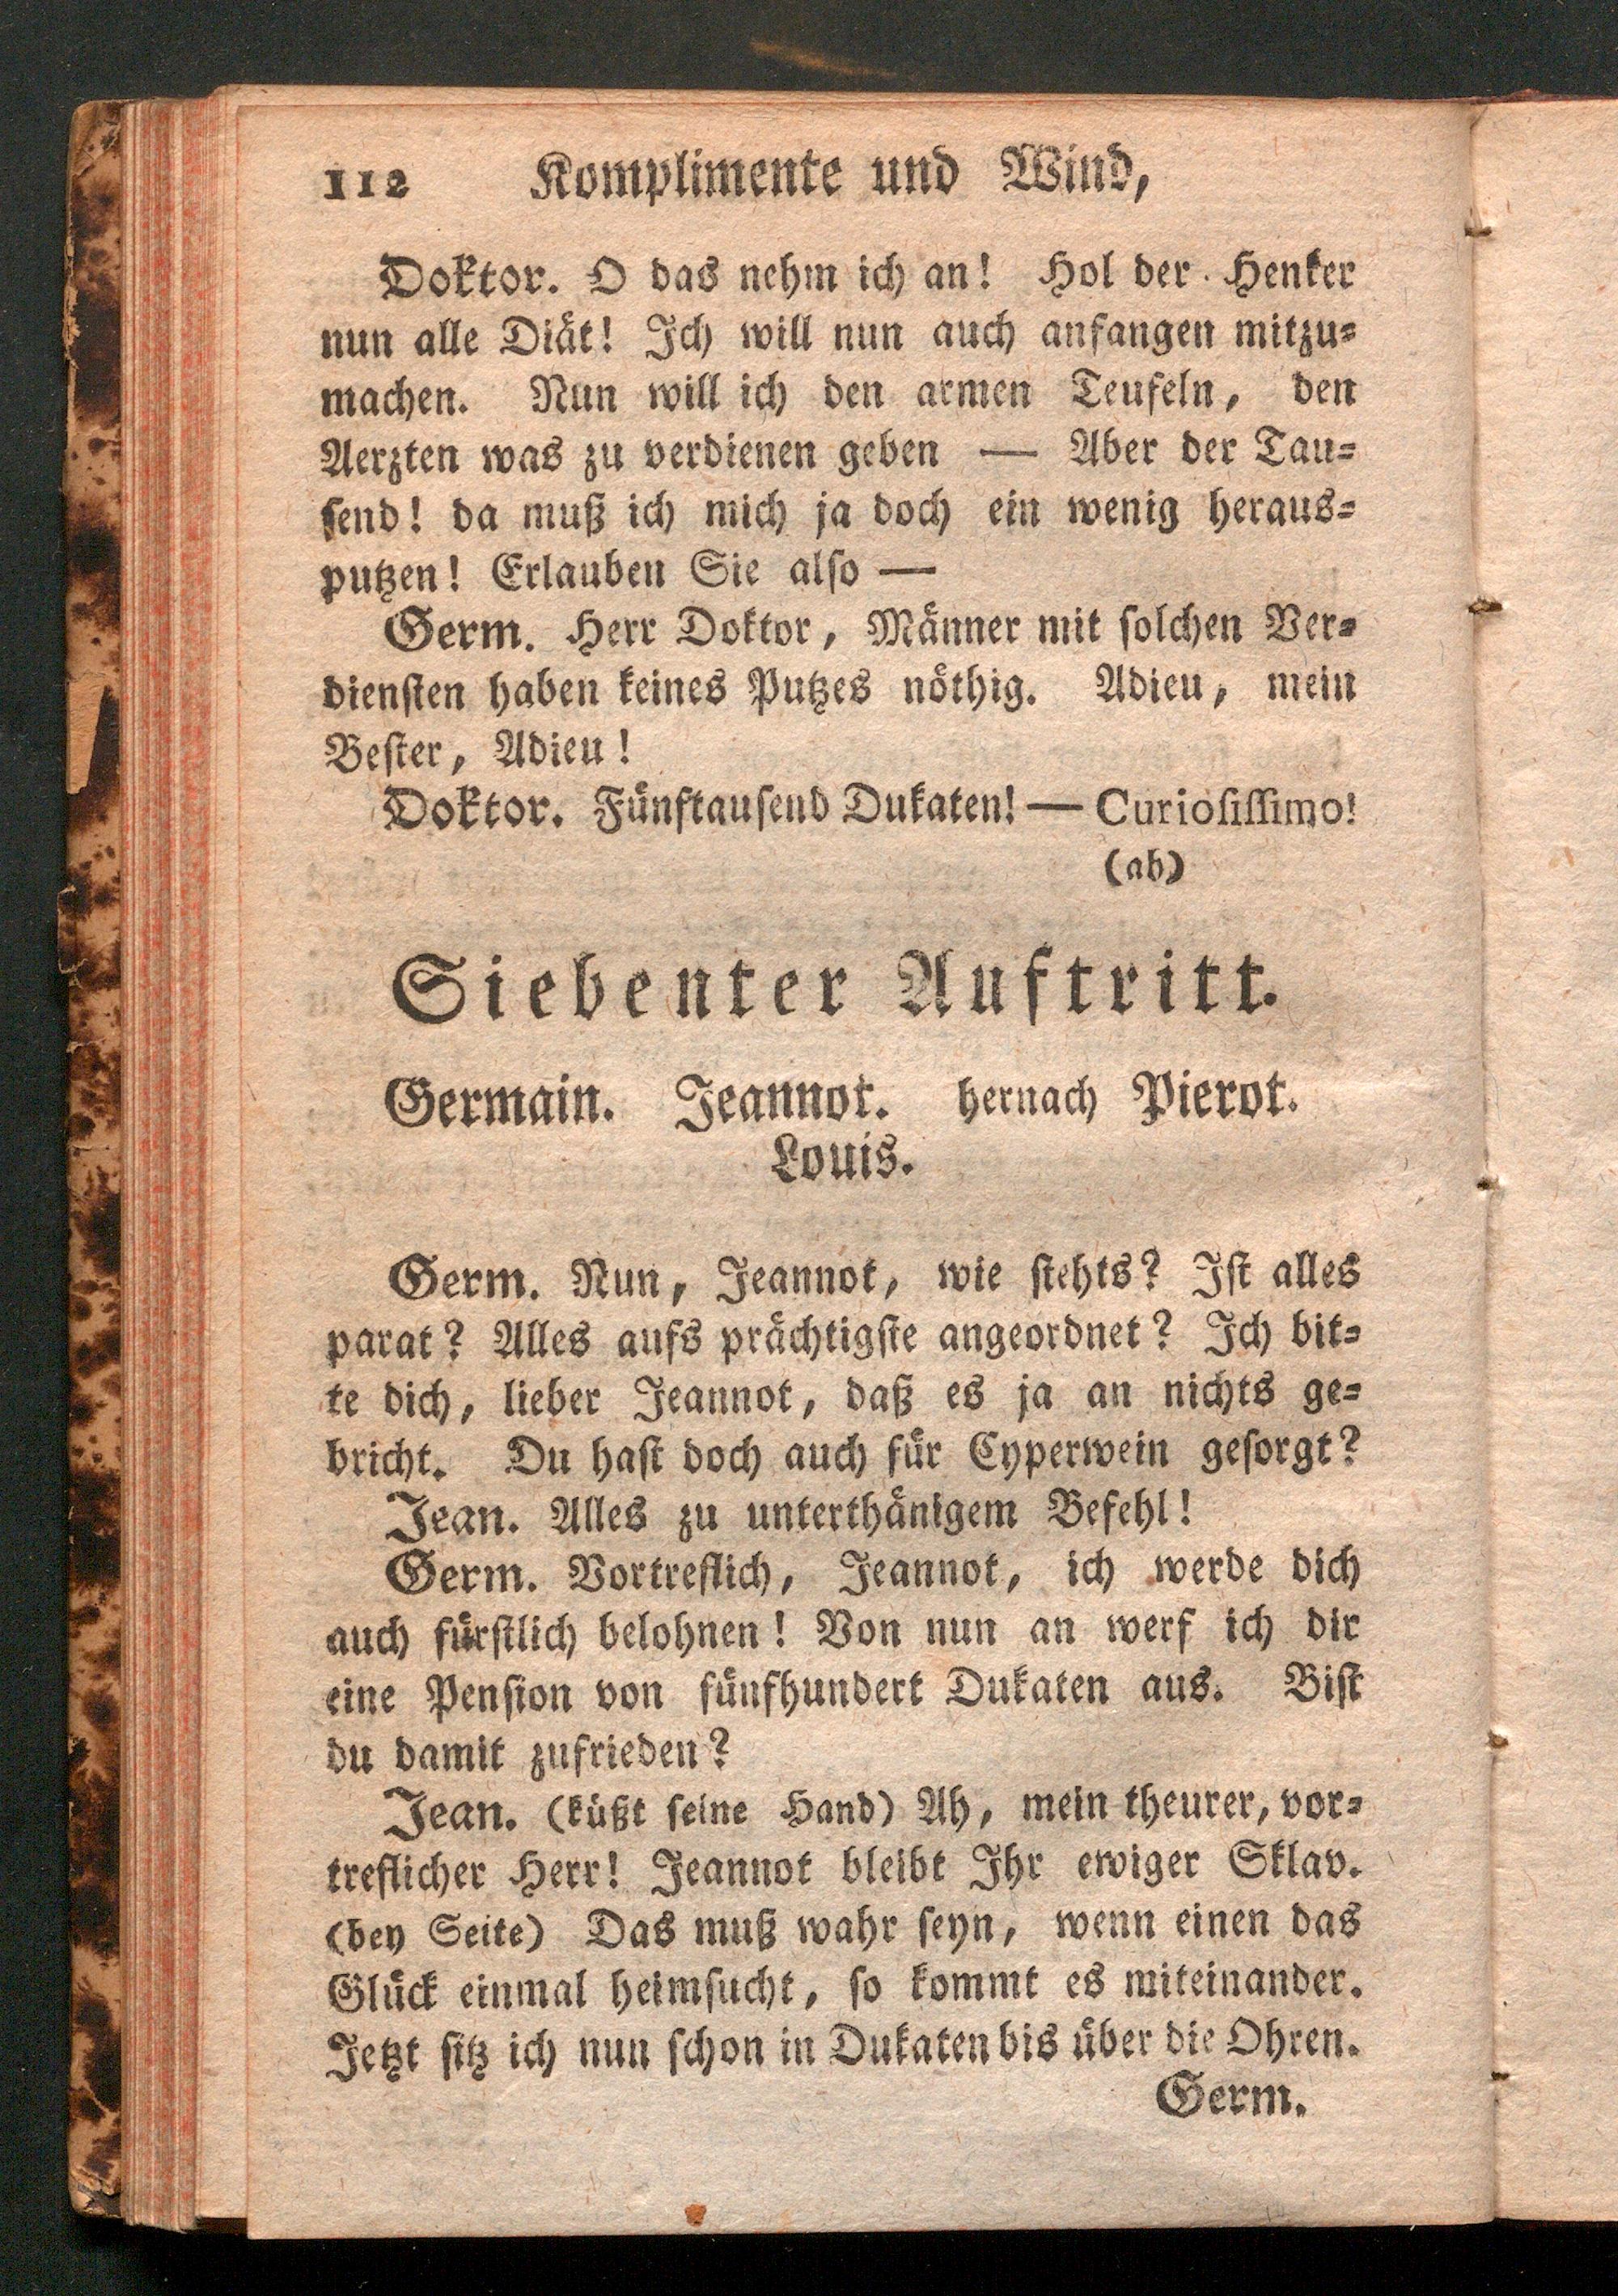 112 Komplimente und Wind,
Doktor. O das nehm ich an! Hol der Henker
nun alle Diät! Ich will nun auch anfangen mitzu⸗
machen. Nun will ich den armen Teufeln, den
Aerzten was zu verdienen geben — Aber der Tau⸗
ſend! da muß ich mich ja doch ein wenig heraus⸗
putzen! Erlauben Sie alſo —
Germ. Herr Doktor, Männer mit ſolchen Ver⸗
dienſten haben keines Putzes nöthig. Adieu, mein
Beſter, Adieu!
Doktor. Fünftauſend Dukaten! — Curioſiſſimo!
(ab)
Siebenter Auftritt.
Germain. Jeannot. hernach Pierot.
Louis.
Germ. Nun, Jeannot, wie ſtehts? Iſt alles
parat? Alles aufs prächtigſte angeordnet? Ich bit⸗
te dich, lieber Jeannot, daß es ja an nichts ge⸗
bricht. Du haſt doch auch für Cyperwein geſorgt?
Jean. Alles zu unterthänigem Befehl!
Germ. Vortreflich, Jeannot, ich werde dich
auch fürſtlich belohnen! Von nun an werf ich dir
eine Penſion von fünfhundert Dukaten aus. Biſt
du damit zufrieden?
Jean. (küßt ſeine Hand) Ah, mein theurer, vor⸗
treflicher Herr! Jeannot bleibt Ihr ewiger Sklav.
(bey Seite) Das muß wahr ſeyn, wenn einen das
Glück einmal heimſucht, ſo kommt es miteinander.
Jetzt ſitz ich nun ſchon in Dukaten bis über die Ohren.
Germ.